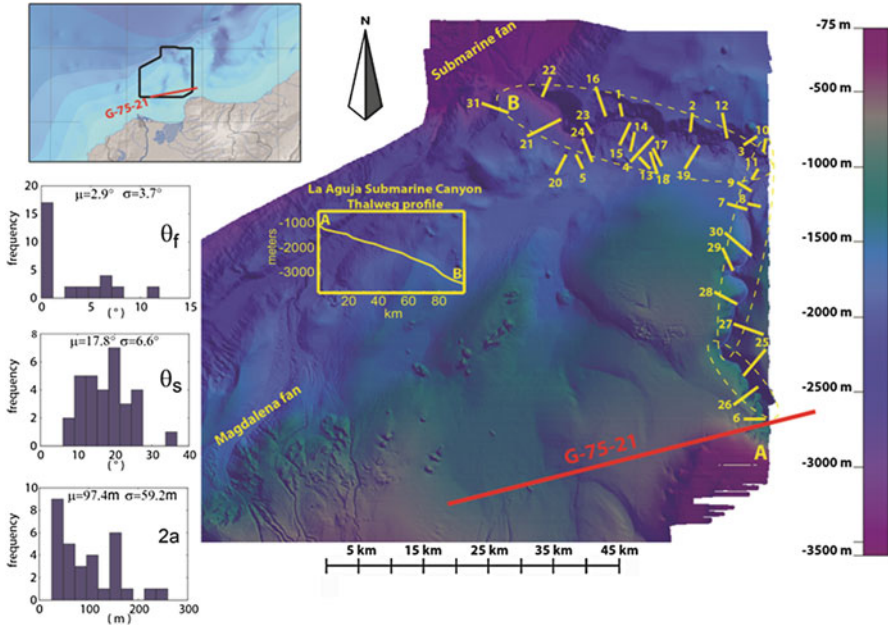 G-75-21
N
Submarine fan
22
16
1
2
12
31
B
23
14
10
21
24
15
17
3
4
13
18
19
11
20
5
9
8
7
La Aguja Submarine Canyon
Thalweg profile
A
-1000
-2000
-3000
meters
B
20
60
80
km
30
29
28
27
25
26
6
A
Magdalena fan
G-75-21
5 km
15 km
25 km
35 km
45 km
-75 m
-500 m
-1000 m
-1500 m
-2000 m
-2500 m
-3000 m
-3500 m
μ=2.9° σ=3.7°
θf
frequency
20
15
10
5
0
0
5
10
15
(°)
μ=17.8° σ=6.6°
θs
frequency
8
6
4
2
0
0
20
40
(°)
μ=97.4m σ=59.2m
2a
frequency
10
8
6
4
2
0
0
100
200
300
(m)